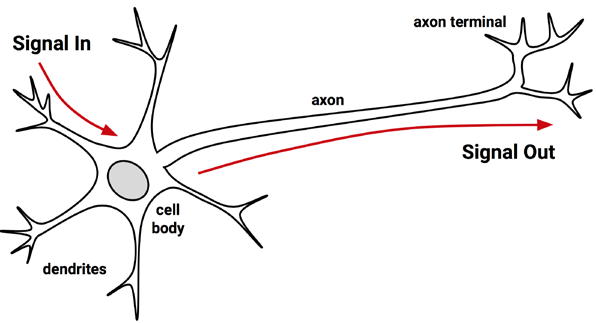 axon terminal
Signal In
axon
Signal Out
cell
body
dendrites